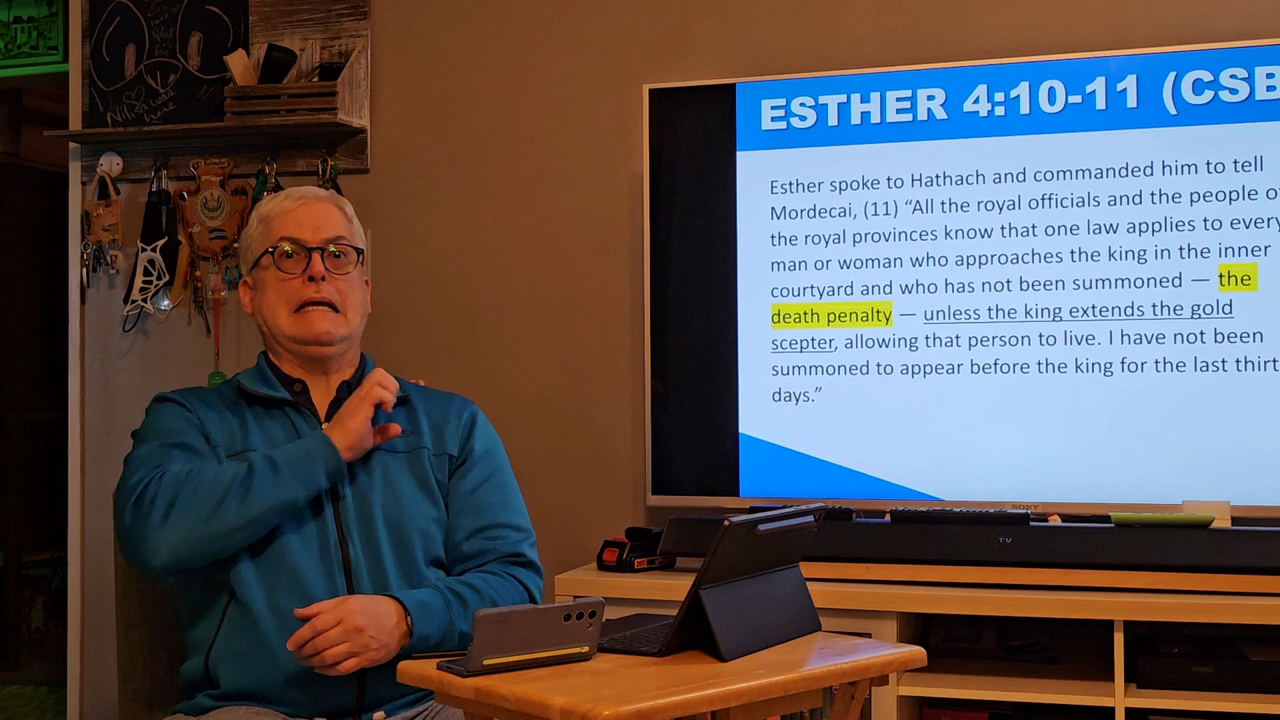 ESTHER 4:10-11 (CSB
Esther spoke to Hathach and commanded him to tell
Mordecai, (11) “All the royal officials and the people o
the royal provinces know that one law applies to every
man or woman who approaches the king in the inner
courtyard and who has not been summoned — the
death penalty — unless the king extends the gold
scepter, allowing that person to live. I have not been
summoned to appear before the king for the last thirt
days.”
SONY
TV
was
here